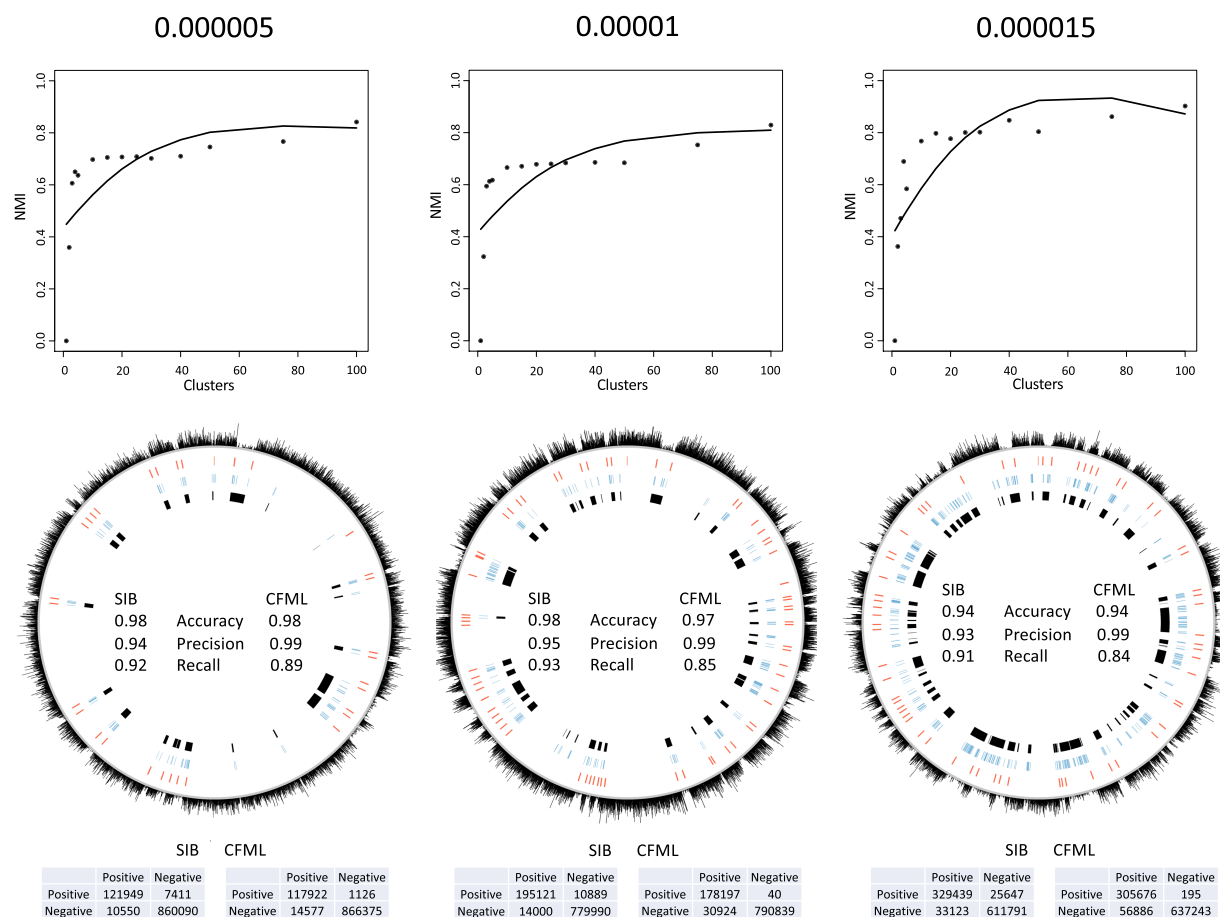 0.000005 0.00001 0.000015
1.0 1.0 1.0
0.8 0.8 0.8
0.6 0.6 0.6
NMI NMI NMI
0.4 0.4 0.4
0.2 0.2 0.2
0.0 0.0 0.0
0 20 40 60 80 100 0 20 40 60 80 100 0 20 40 60 80 100
Clusters Clusters Clusters
SIB CFML SIB CFML SIB CFML
0.98 Accuracy 0.98 0.98 Accuracy 0.97 0.94 Accuracy 0.94
0.94 Precision 0.99 0.95 Precision 0.99 0.93 Precision 0.99
0.92 Recall 0.89 0.93 Recall 0.85 0.91 Recall 0.84
SIB CFML SIB CFML SIB CFML
Positive Negative Positive Negative Positive Negative Positive Negative Positive Negative Positive Negative
Positive 121949 7411 Positive 117922 1126 Positive 195121 10889 Positive 178197 40 Positive 329439 25647 Positive 305676 195
Negative 10550 860090 Negative 14577 866375 Negative 14000 779990 Negative 30924 790839 Negative 33123 611791 Negative 56886 637243